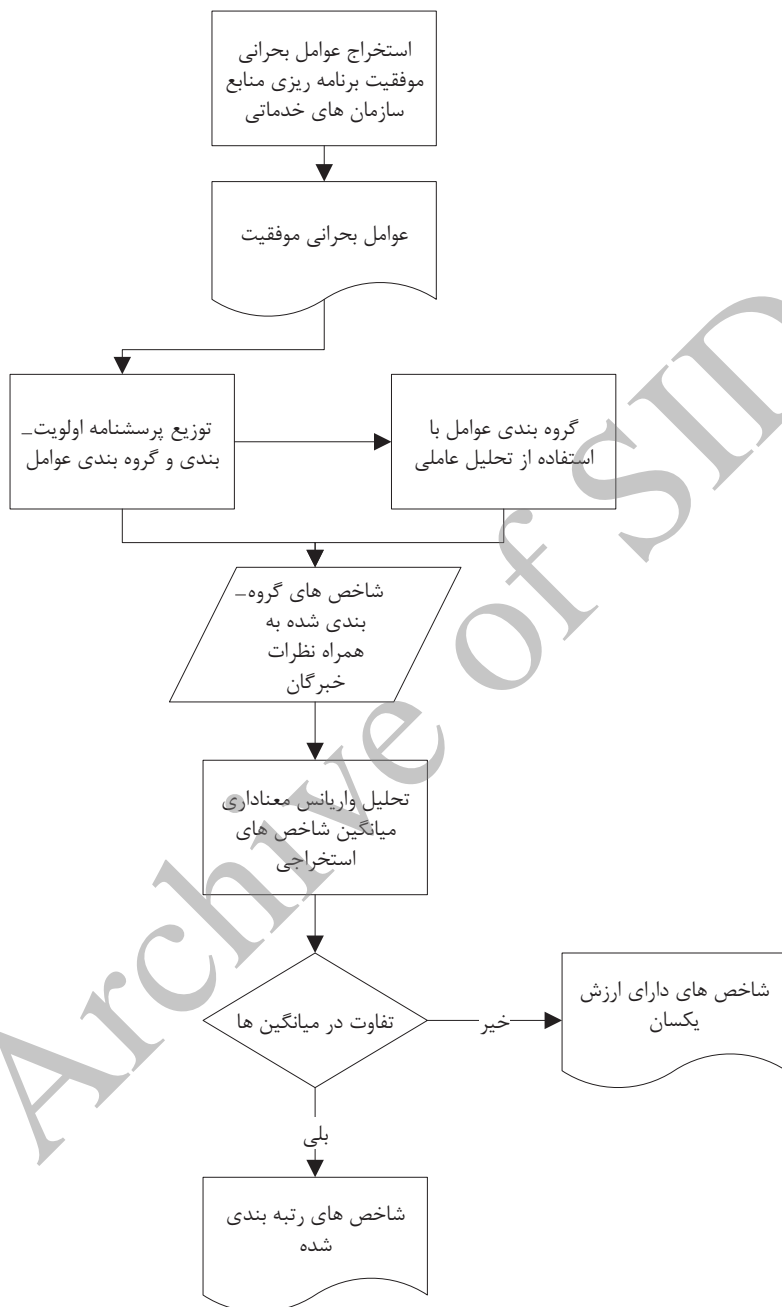 استخراج عوامل بحرانی
موفقیت برنامه ریزی منابع
سازمان های خدماتی
عوامل بحرانی موفقیت
توزیع پرسشنامه اولویت_
بندی و گروه بندی عوامل
گروه بندی عوامل با
استفاده از تحلیل عاملی
شاخص های گروه_
بندی شده به
همراه نظرات
خبرگان
تحلیل واریانس معناداری
میانگین شاخص های
استخراجی
تفاوت در میانگین ها
خیر
شاخص های دارای ارزش
یکسان
بلی
شاخص های رتبه بندی
شده
Archive of SID